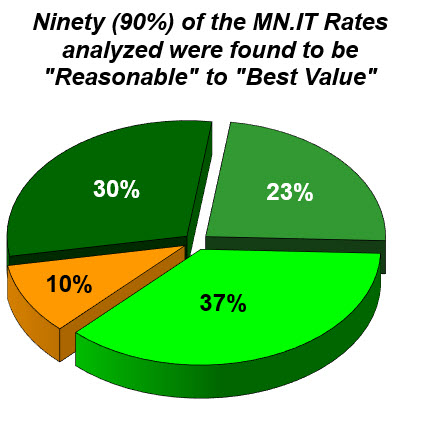 Ninety (90%) of the MN.IT Rates
analyzed were found to be
"Reasonable" to "Best Value"
30%
23%
10%
37%